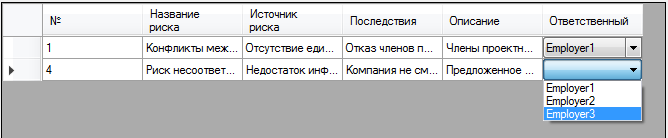 № Название риска Источник риска Последствия Описание Ответственный
1 Конфликты меж... Отсутствие еди... Отказ членов п... Члены проектн... Employer1
4 Риск несоответ... Недостаток инф... Компания не см... Предложенное ...
Employer1
Employer2
Employer3